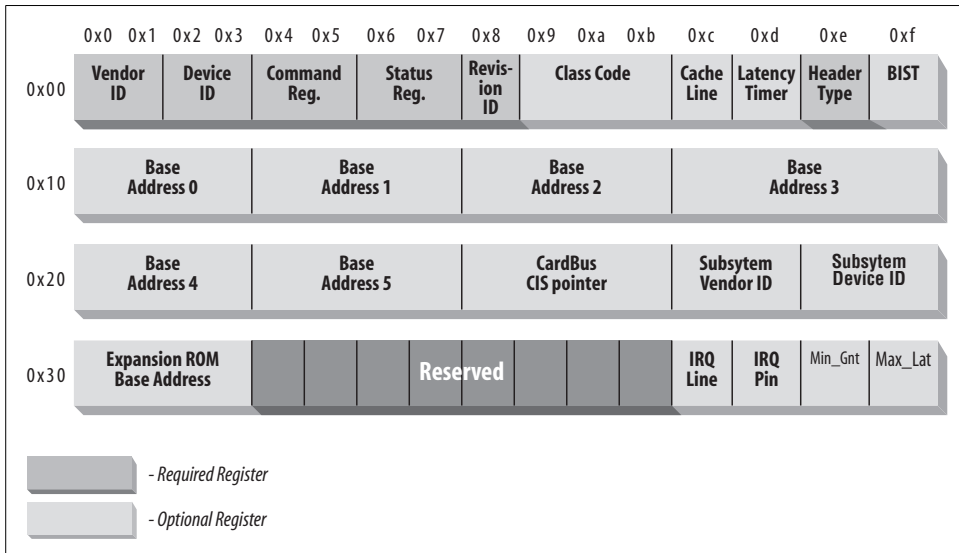 0x0 0x1 0x2 0x3 0x4 0x5 0x6 0x7 0x8 0x9 0xa 0xb 0xc 0xd 0xe 0xf
0x00
Vendor
ID
Device
ID
Command
Reg.
Status
Reg.
Revis-
ion
ID
Class Code
Cache
Line
Latency
Timer
Header
Type
BIST
0x10
Base
Address 0
Base
Address 1
Base
Address 2
Base
Address 3
0x20
Base
Address 4
Base
Address 5
CardBus
CIS pointer
Subsytem
Vendor ID
Subsytem
Device ID
0x30
Expansion ROM
Base Address
Reserved
IRQ
Line
IRQ
Pin
Min_Gnt
Max_Lat
- Required Register
- Optional Register